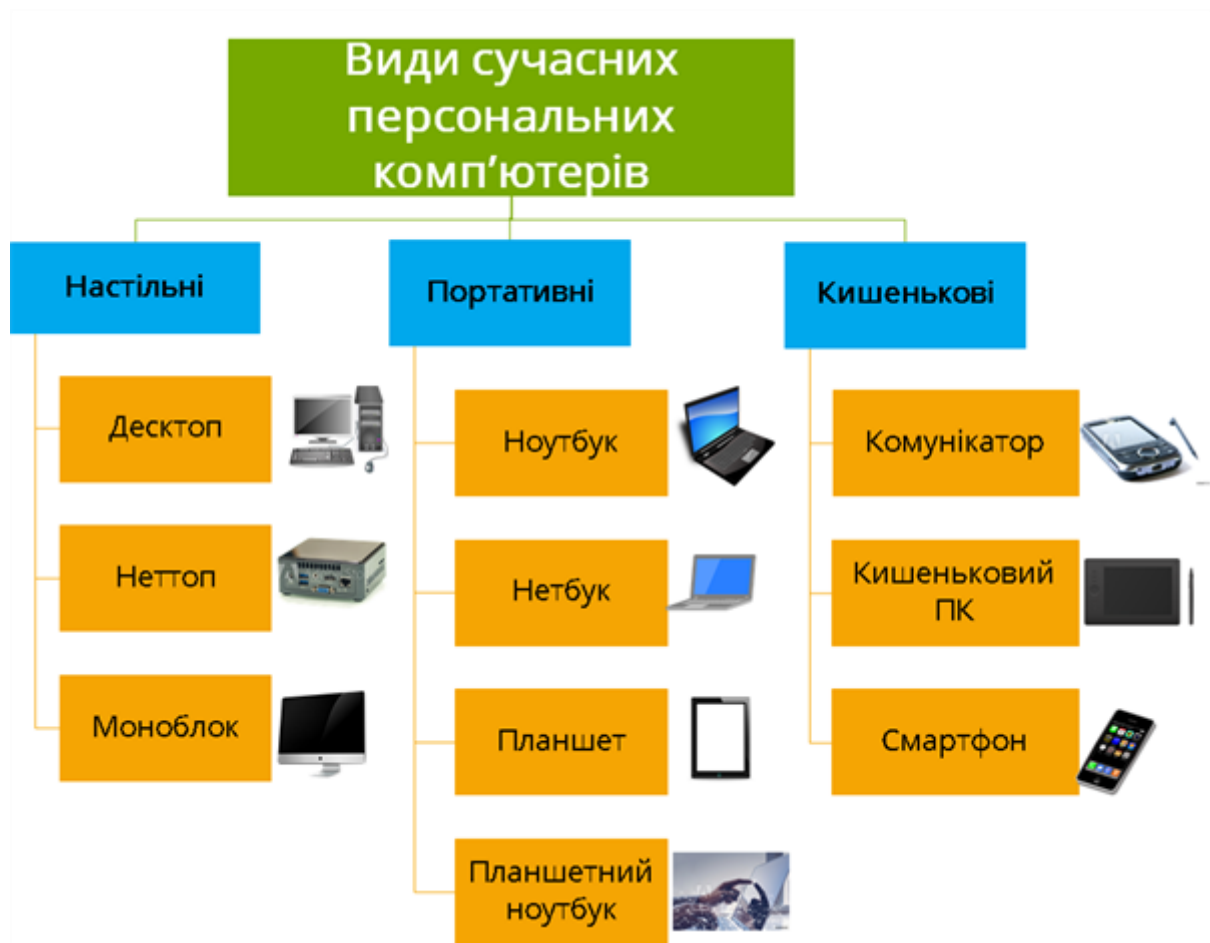 Види сучасних
персональних
комп’ютерів
Настільні
Десктоп
Неттоп
Моноблок
Портативні
Ноутбук
Нетбук
Планшет
Планшетний
ноутбук
Кишенькові
Комунікатор
Кишеньковий
ПК
Смартфон